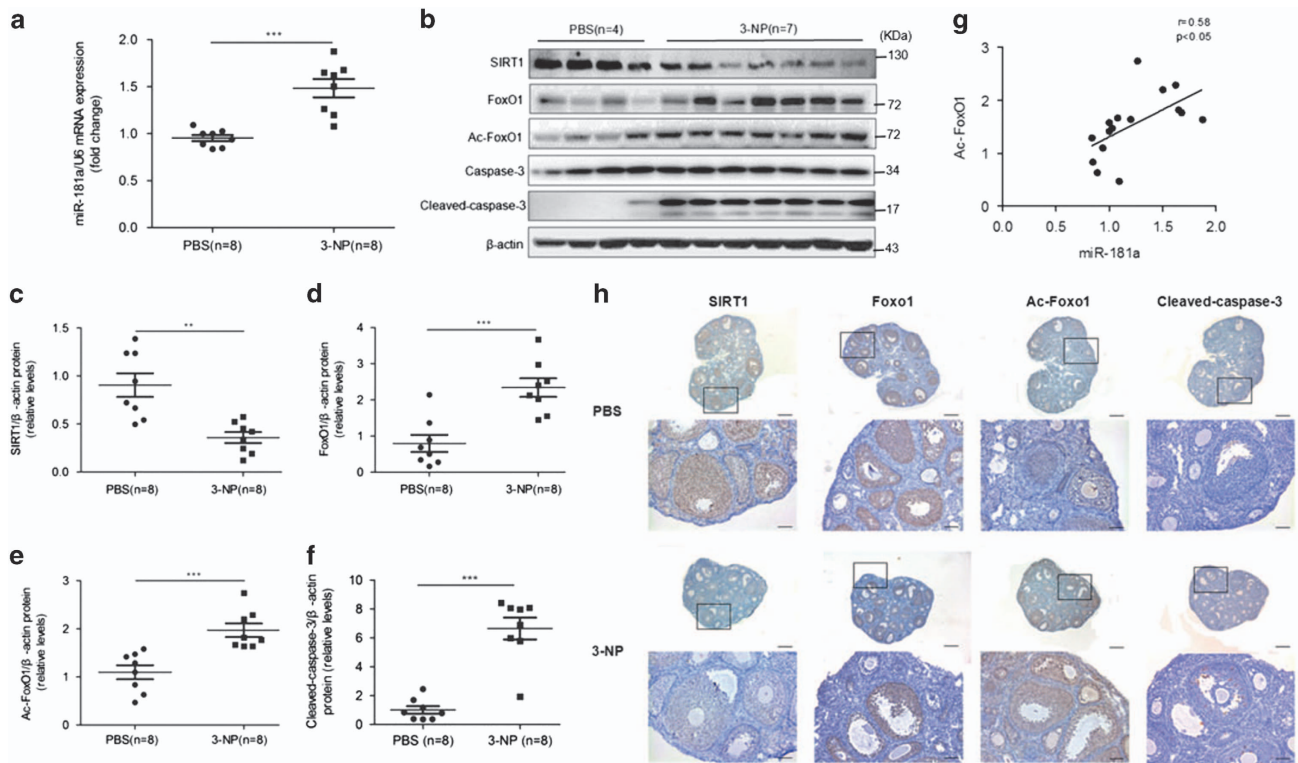 a
miR-181a/U6 mRNA expression
(fold change)
2.0
1.5
1.0
0.5
0.0
***
PBS(n=8)
3-NP(n=8)
b
PBS(n=4)
3-NP(n=7)
(KDa)
SIRT1
130
FoxO1
72
Ac-FoxO1
72
Caspase-3
34
Cleaved-caspase-3
17
β-actin
43
g
r=0.58
p<0.05
Ac-FoxO1
3
2
1
0
0.0
0.5
1.0
1.5
2.0
miR-181a
c
SIRT1/β -actin protein
(relative levels)
1.5
1.0
0.5
0.0
**
PBS(n=8)
3-NP(n=8)
d
FoxO1/β -actin protein
(relative levels)
4
3
2
1
0
***
PBS(n=8)
3-NP(n=8)
e
Ac-FoxO1/β -actin protein
(relative levels)
3
2
1
0
***
PBS(n=8)
3-NP(n=8)
f
Cleaved-caspase-3/β -actin
protein (relative levels)
10
8
6
4
2
0
***
PBS (n=8)
3-NP (n=8)
h
SIRT1
Foxo1
Ac-Foxo1
Cleaved-caspase-3
PBS
3-NP